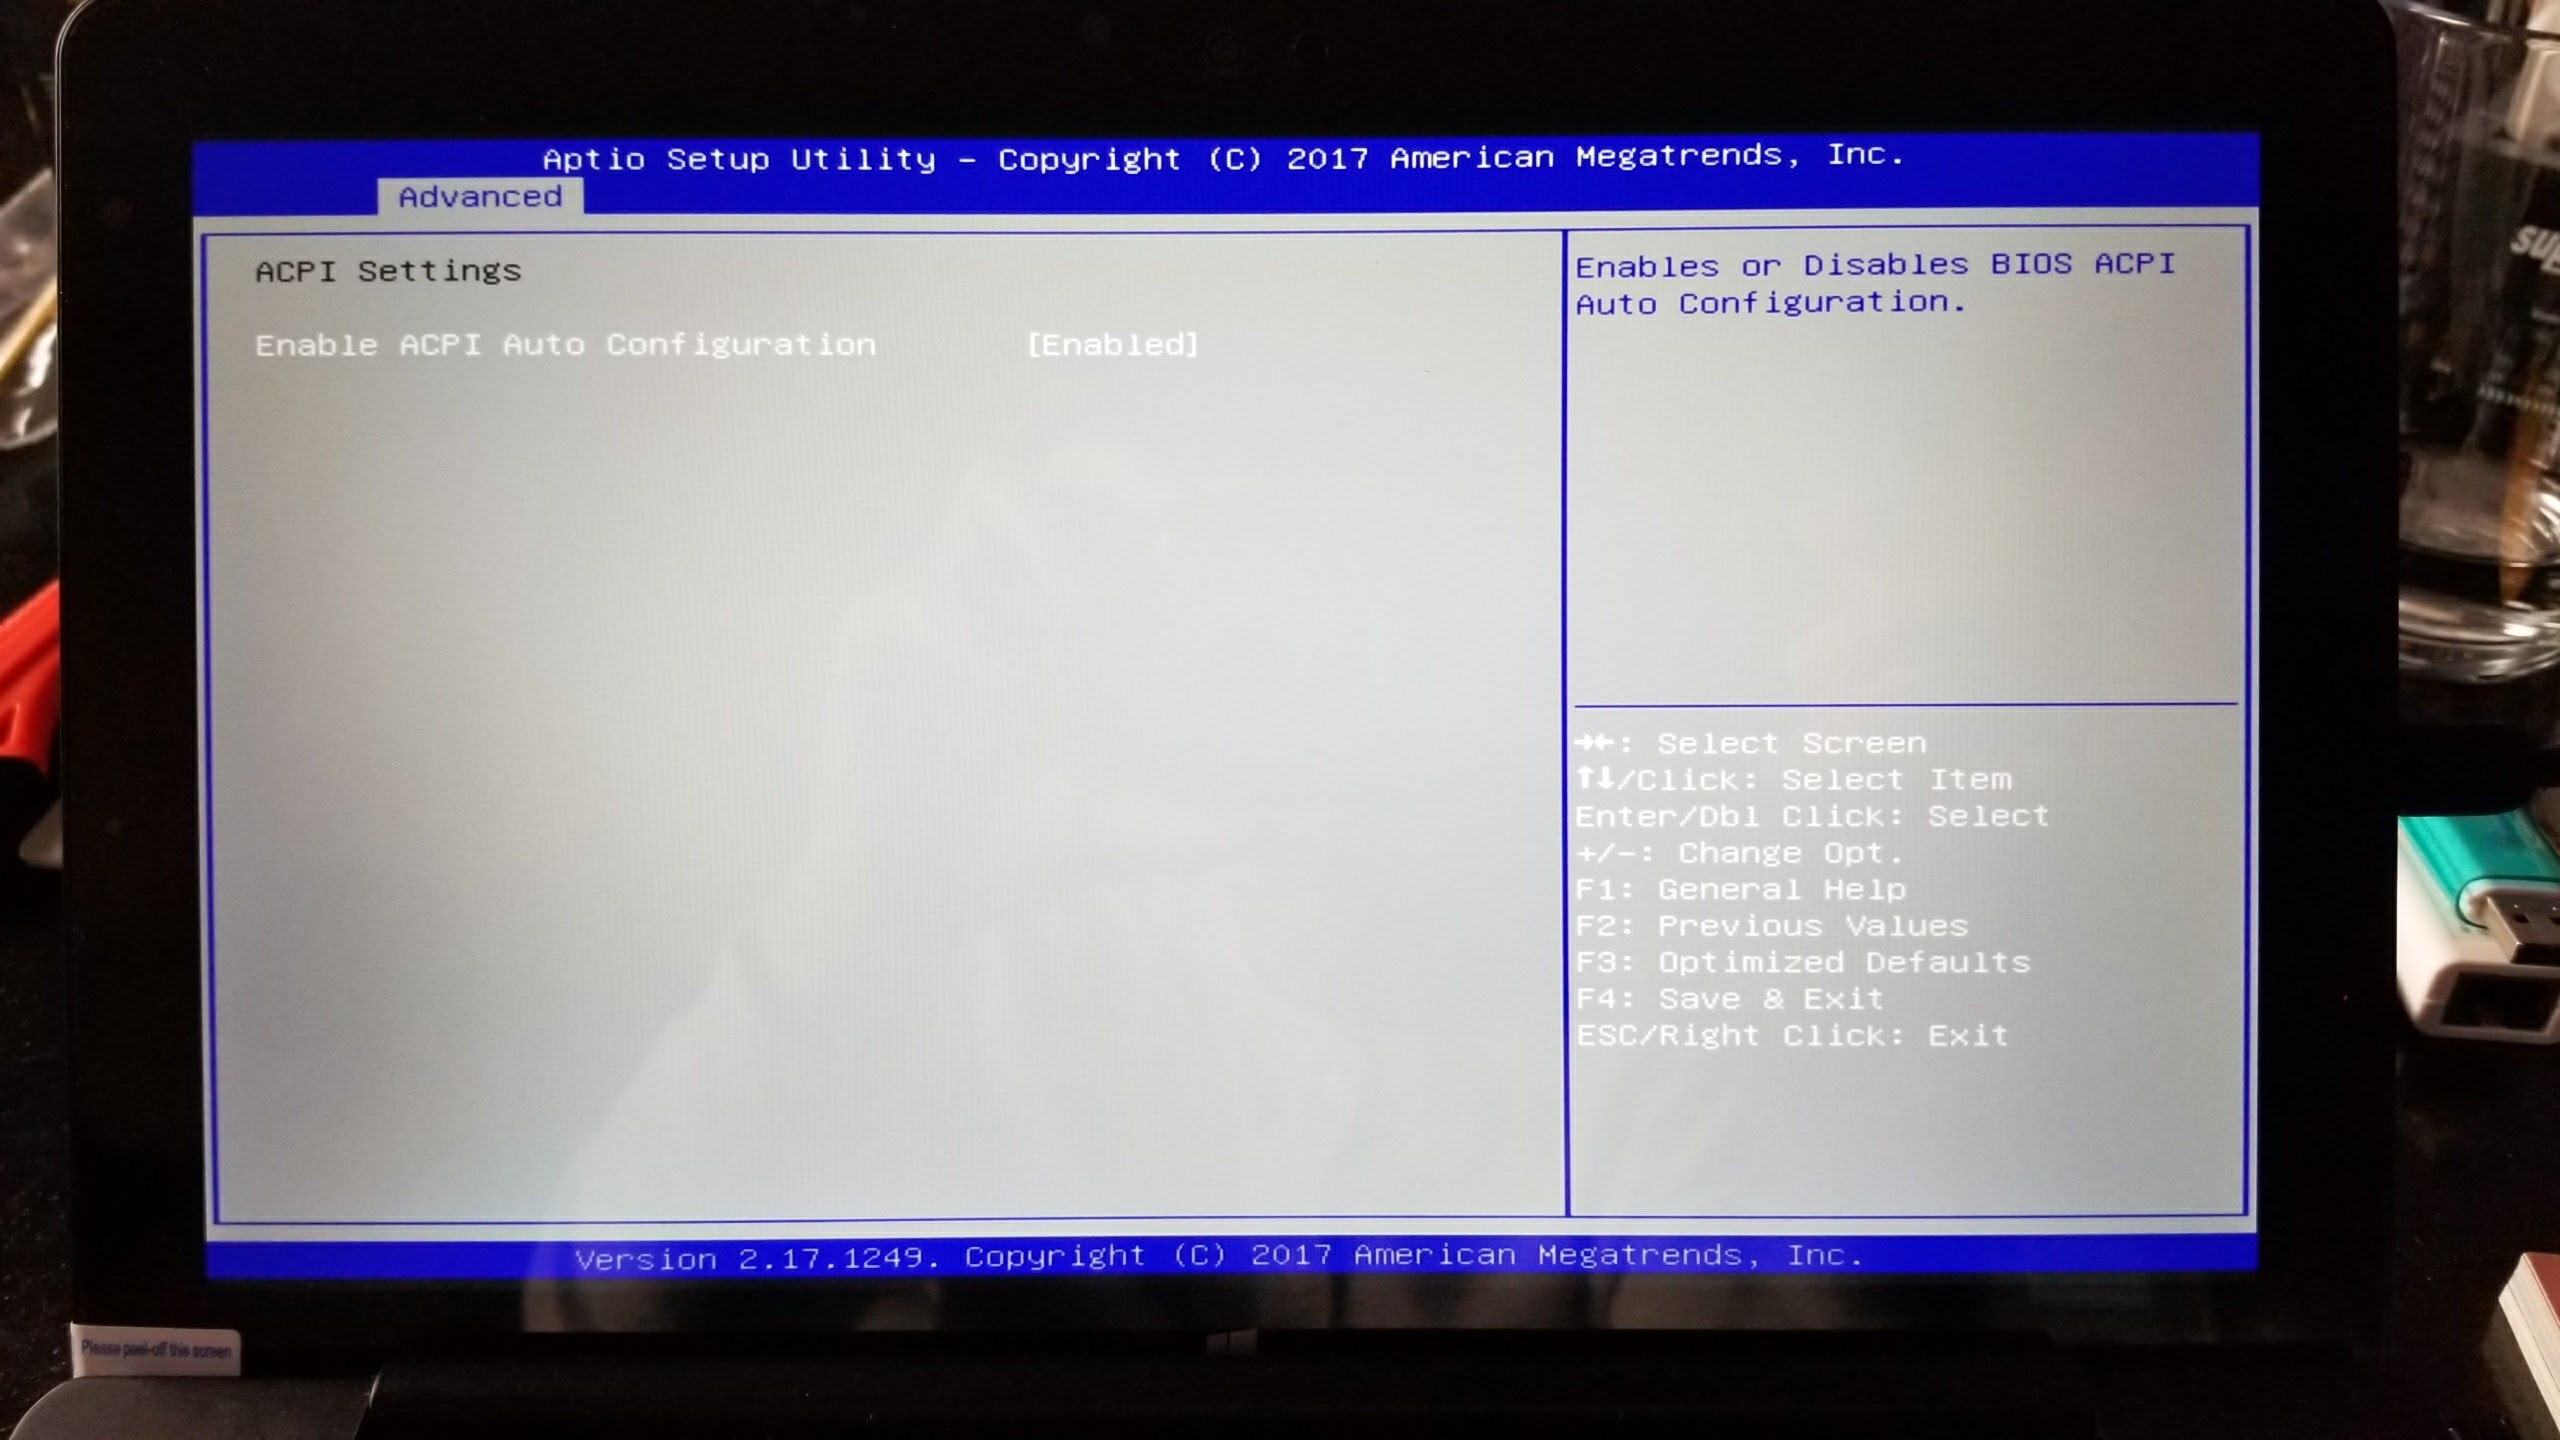 Aptio Setup Utility – Copyright (C) 2017 American Megatrends, Inc.
Advanced
ACPI Settings
Enable ACPI Auto Configuration [Enabled]
Enables or Disables BIOS ACPI
Auto Configuration.
→←: Select Screen
↑↓/Click: Select Item
Enter/Dbl Click: Select
+/-: Change Opt.
F1: General Help
F2: Previous Values
F3: Optimized Defaults
F4: Save & Exit
ESC/Right Click: Exit
Version 2.17.1249. Copyright (C) 2017 American Megatrends, Inc.
Please peel-off this screen